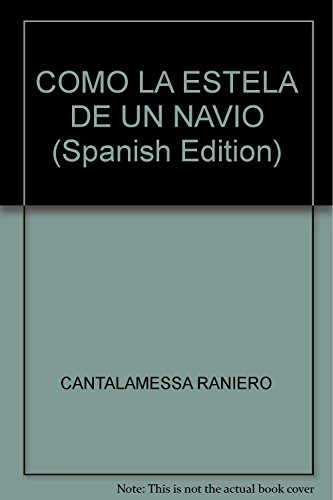 COMO LA ESTELA
DE UN NAVIO
(Spanish Edition)
CANTALAMESSA RANIERO
Note: This is not the actual book cover